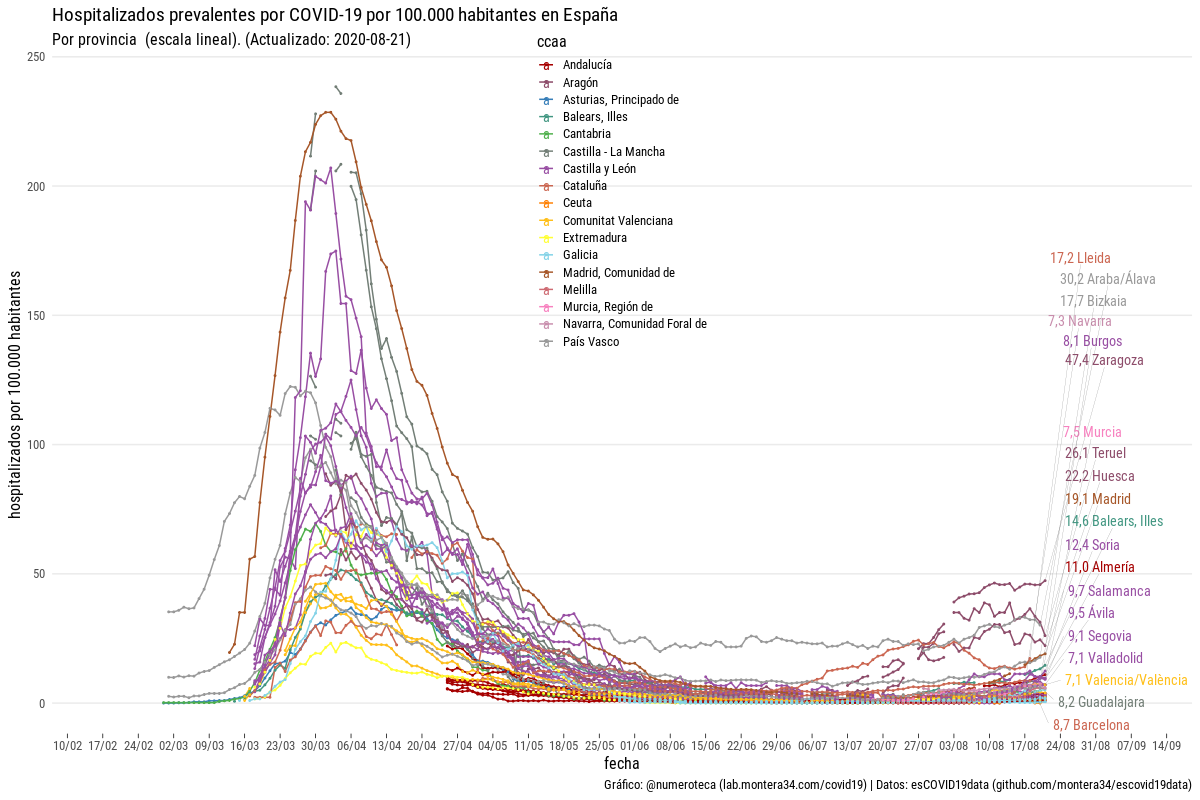 Hospitalizados prevalentes por COVID-19 por 100.000 habitantes en España
Por provincia (escala lineal). (Actualizado: 2020-08-21)
ccaa
Andalucía
Aragón
Asturias, Principado de
Balears, Illes
Cantabria
Castilla - La Mancha
Castilla y León
Cataluña
Ceuta
Comunitat Valenciana
Extremadura
Galicia
Madrid, Comunidad de
Melilla
Murcia, Región de
Navarra, Comunidad Foral de
País Vasco
hospitalizados por 100.000 habitantes
250
200
150
100
50
0
17,2 Lleida
30,2 Araba/Álava
17,7 Bizkaia
7,3 Navarra
8,1 Burgos
47,4 Zaragoza
7,5 Murcia
26,1 Teruel
22,2 Huesca
19,1 Madrid
14,6 Balears, Illes
12,4 Soria
11,0 Almería
9,7 Salamanca
9,5 Ávila
9,1 Segovia
7,1 Valladolid
7,1 Valencia/València
8,2 Guadalajara
8,7 Barcelona
10/02 17/02 24/02 02/03 09/03 16/03 23/03 30/03 06/04 13/04 20/04 27/04 04/05 11/05 18/05 25/05 01/06 08/06 15/06 22/06 29/06 06/07 13/07 20/07 27/07 03/08 10/08 17/08 24/08 31/08 07/09 14/09
fecha
Gráfico: @numeroteca (lab.montera34.com/covid19) | Datos: esCOVID19data (github.com/montera34/escovid19data)